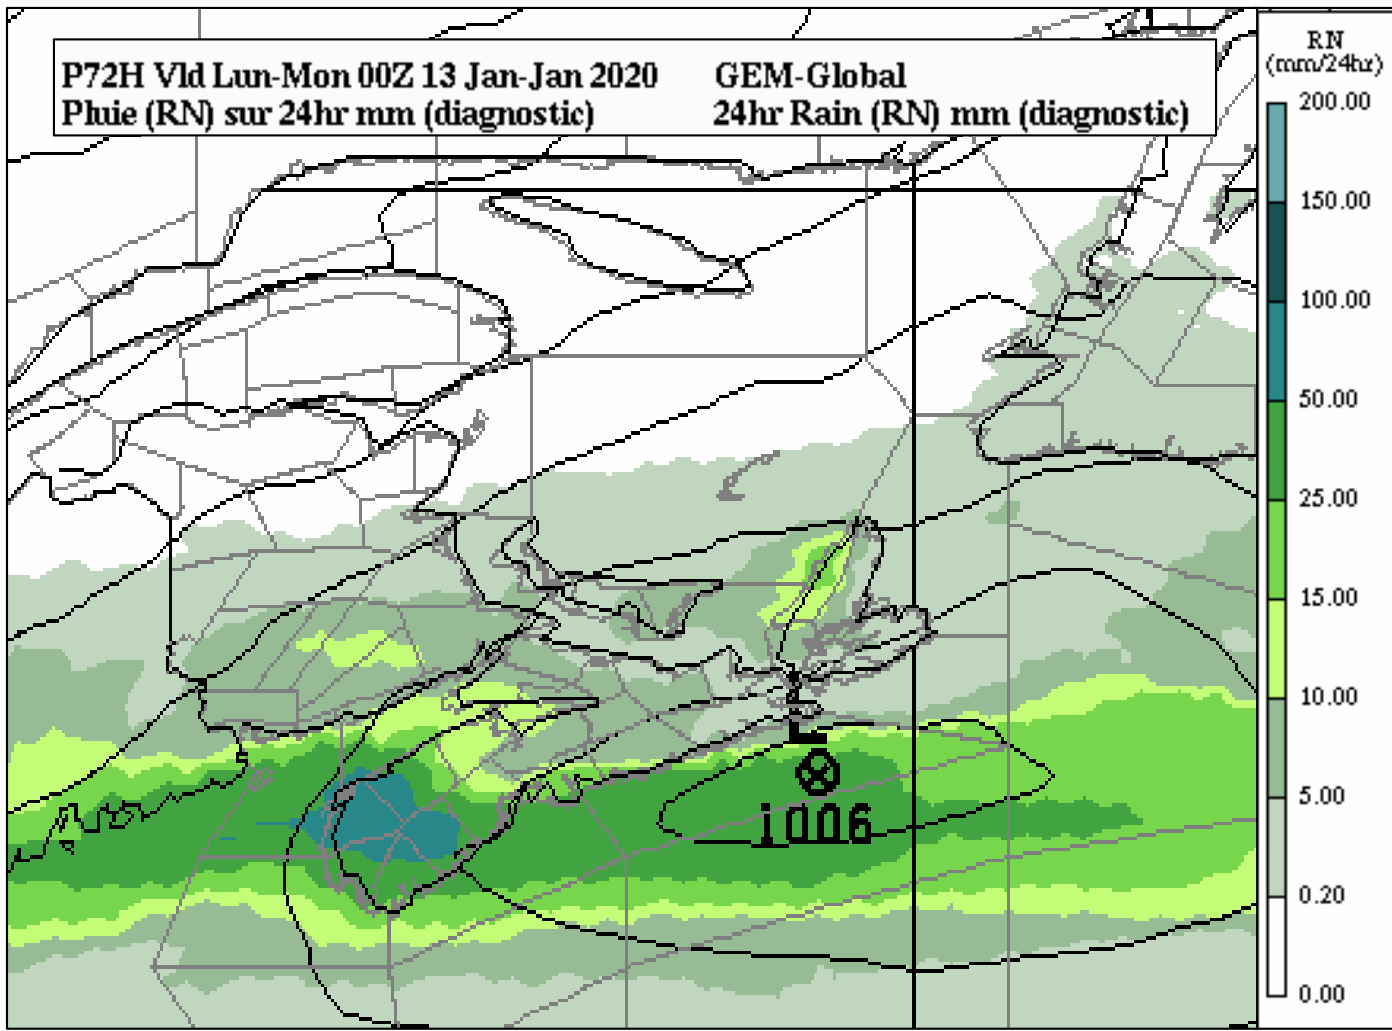 P72H Vld Lun-Mon 00Z 13 Jan-Jan 2020 GEM-Global
Pluie (RN) sur 24hr mm (diagnostic) 24hr Rain (RN) mm (diagnostic)
RN
(mm/24hr)
200.00
150.00
100.00
50.00
25.00
15.00
10.00
5.00
0.20
0.00
L
1006